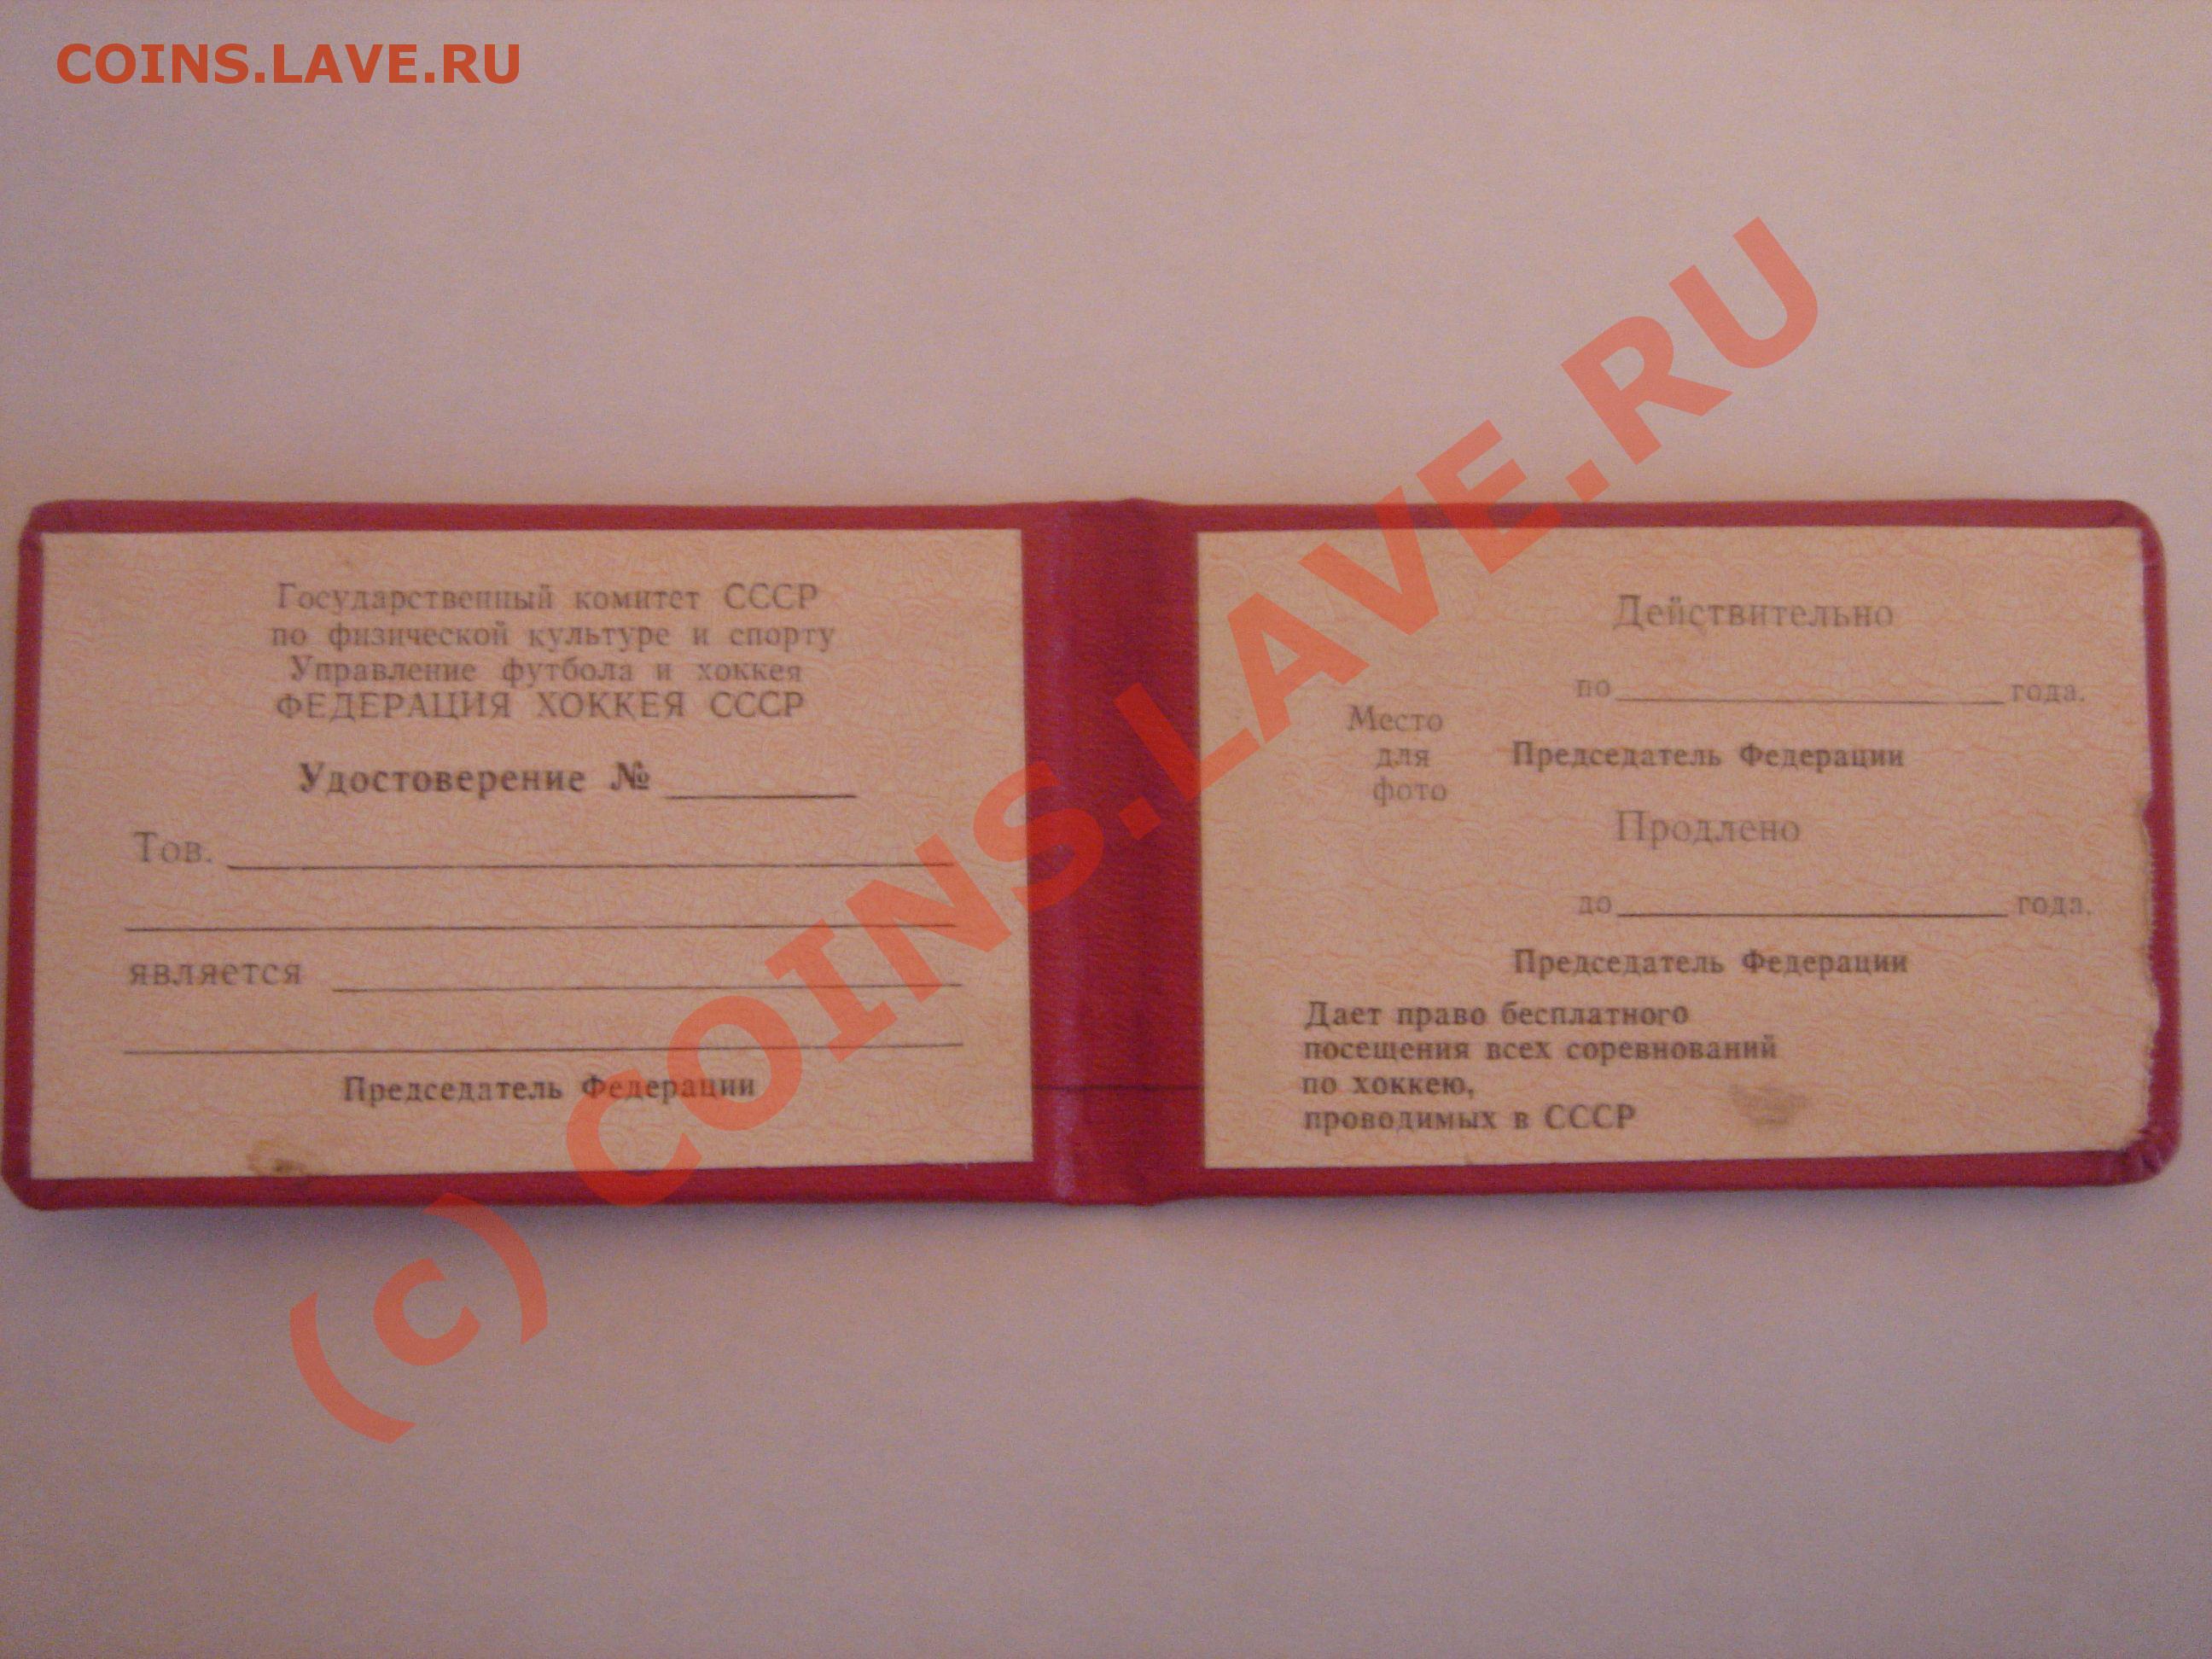 COINS.LAVE.RU
Государственный комитет СССР
по физической культуре и спорту
Управление футбола и хоккея
ФЕДЕРАЦИЯ ХОККЕЯ СССР
Удостоверение №
Тов.
является
Председатель Федерации
Действительно
по года.
Место
для
фото
Председатель Федерации
Продлено
до года.
Председатель Федерации
Дает право бесплатного
посещения всех соревнований
по хоккею,
проводимых в СССР
(c) COINS.LAVE.RU